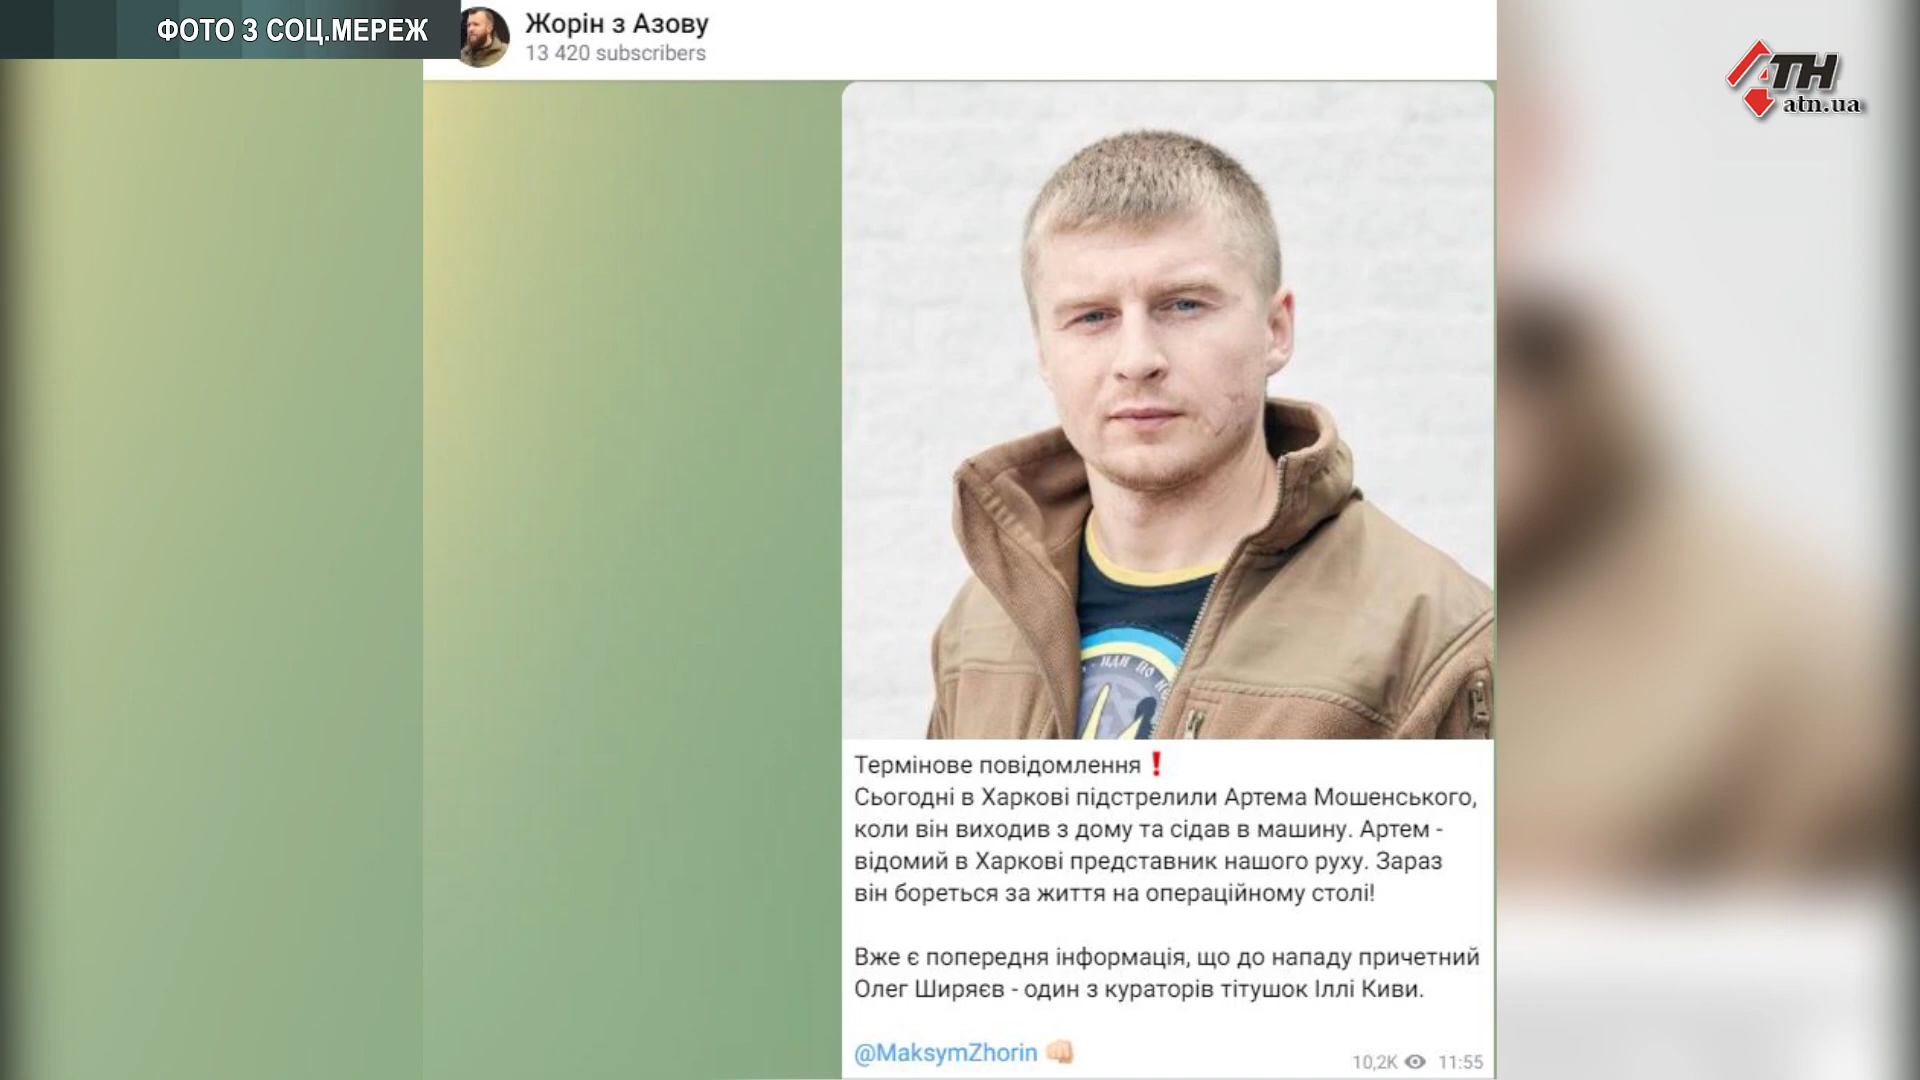 ФОТО З СОЦ.МЕРЕЖ
Жорін з Азову
13 420 subscribers
АТН
atn.ua
ИДИ ПО
Термінове повідомлення❗
Сьогодні в Харкові підстрелили Артема Мошенського,
коли він виходив з дому та сідав в машину. Артем -
відомий в Харкові представник нашого руху. Зараз
він бореться за життя на операційному столі!
Вже є попередня інформація, що до нападу причетний
Олег Ширяєв - один з кураторів тітушок Іллі Киви.
@MaksymZhorin 👊🏻
10,2K 11:55